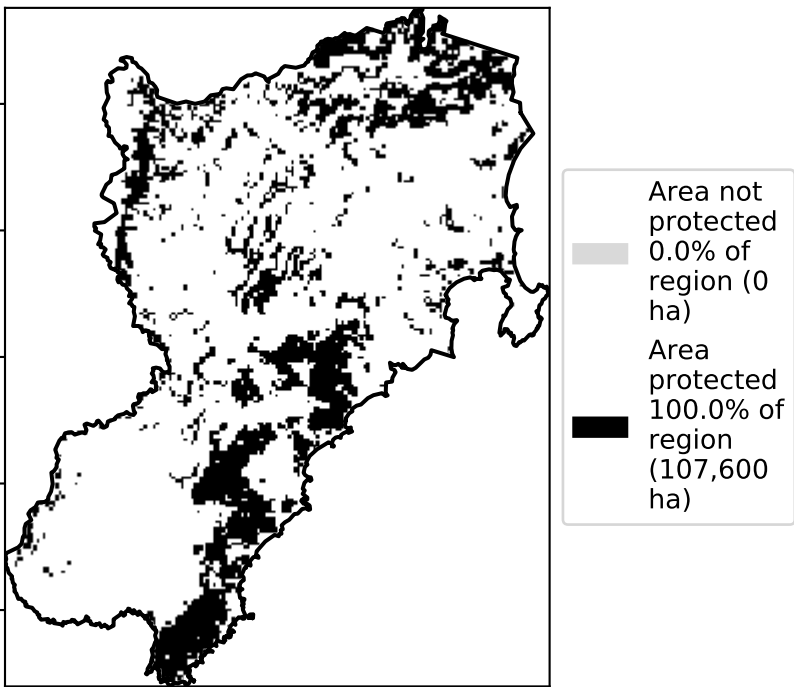 Area not
protected
0.0% of
region (0
ha)
Area
protected
100.0% of
region
(107,600
ha)